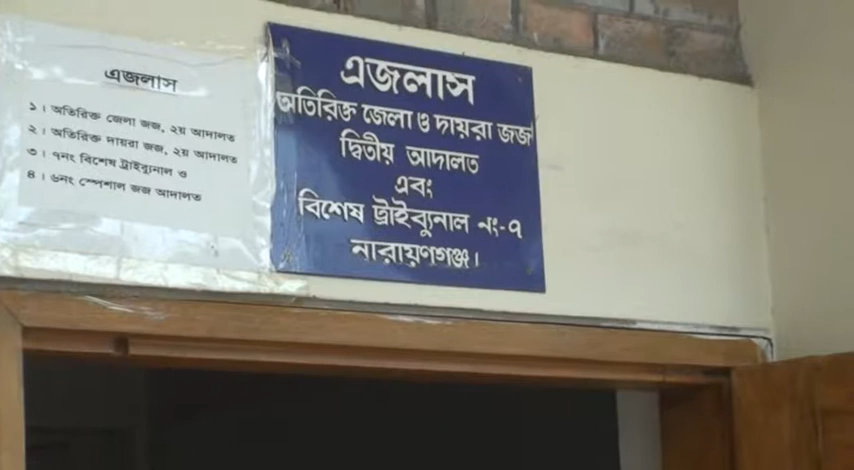 এজলাস
১। অতিরিক্ত জেলা জজ, ২য় আদালত
২। অতিরিক্ত দায়রা জজ, ২য় আদালত
৩। ৭নং বিশেষ ট্রাইব্যুনাল ও
৪। ৬নং স্পেশাল জজ আদালত
এজলাস
অতিরিক্ত জেলা ও দায়রা জজ
দ্বিতীয় আদালত
এবং
বিশেষ ট্রাইব্যুনাল নং-৭
নারায়ণগঞ্জ।